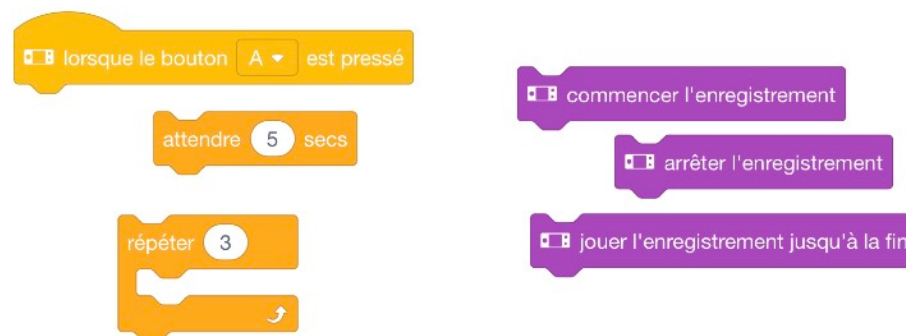 lorsque le bouton A est pressé
attendre 5 secs
répéter 3
commencer l'enregistrement
arrêter l'enregistrement
jouer l'enregistrement jusqu'à la fin